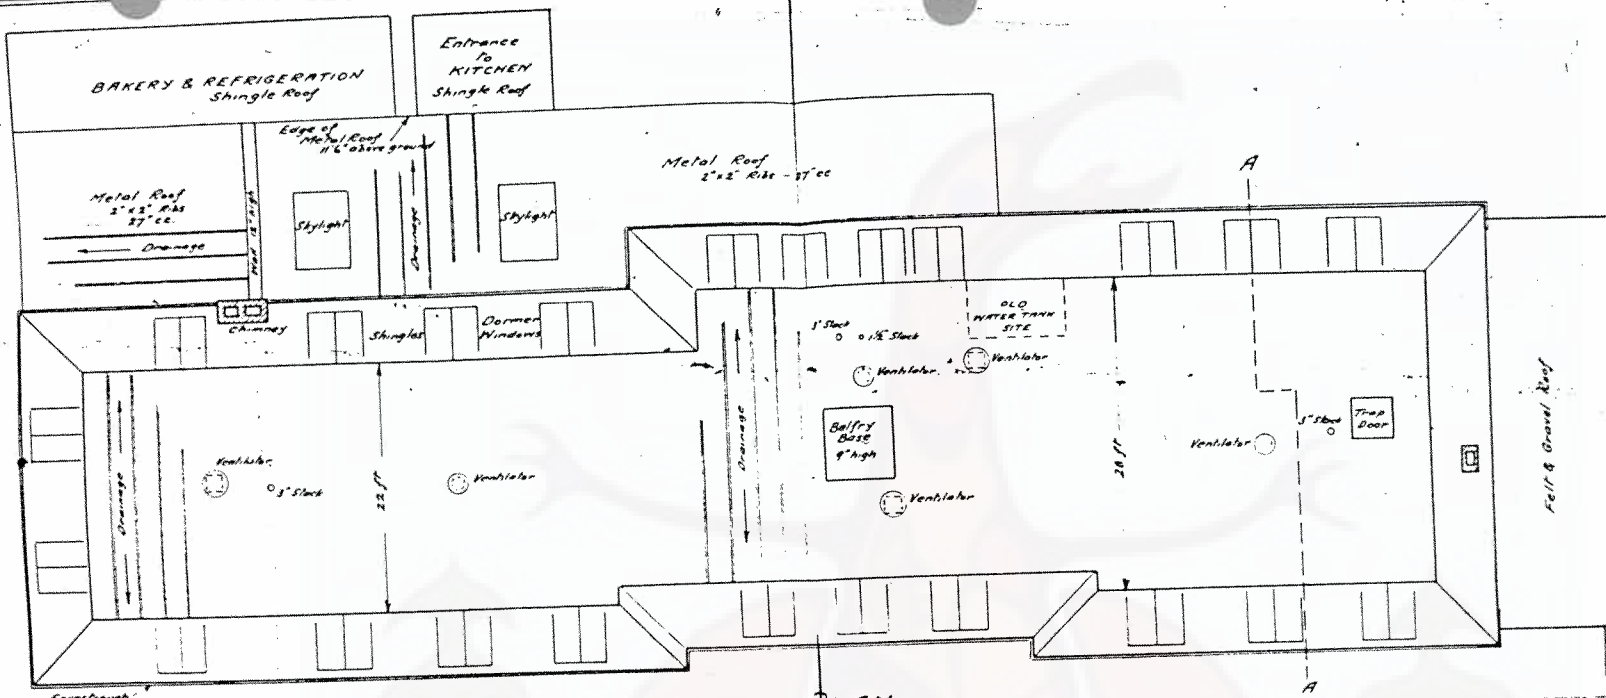 BAKERY & REFRIGERATION
Shingle Roof
Entrance
to
KITCHEN
Shingle Roof
Edge of
Metal Roof
11'6" above ground
Metal Roof
2"x2" Ribs - 27" cc
A
Metal Roof
2"x2" Ribs
27" cc.
Drainage
Wall 12" high
Skylight
Drainage
Skylight
Chimney
Shingles
Dormer
Windows
OLD
WATER TANK
SITE
3" Stack
1½" Stack
Ventilator
Ventilator
Drainage
Belfry
Base
9" high
3" Stack
Trap
Door
Ventilator
28 ft
Felt & Gravel Roof
Drainage
Ventilator
3" Stack
22 ft
Ventilator
Ventilator
A